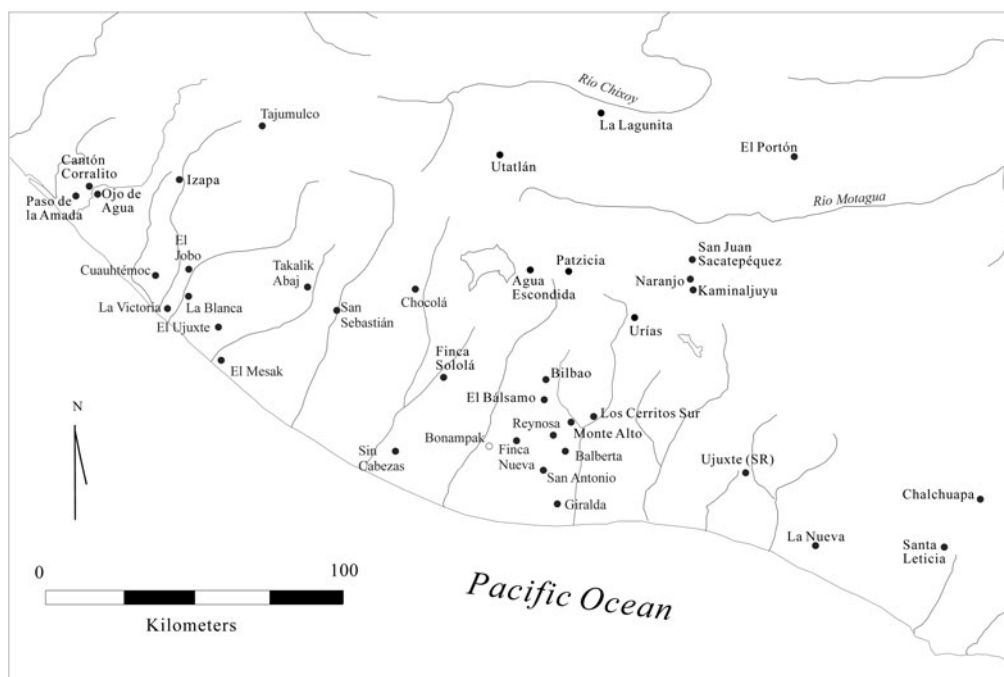 Río Chixoy
Tajumulco
La Lagunita
El Portón
Utatlán
Cantón
Corralito
Izapa
Paso de
la Amada
Ojo de
Agua
Río Motagua
El
Jobo
San Juan
Sacatepéquez
Cuauhtémoc
Takalik
Abaj
Patzicia
Agua
Escondida
Naranjo
Kaminaljuyu
Chocolá
La Victoria
La Blanca
San
Sebastián
El Ujuxte
Urías
Finca
Sololá
El Mesak
Bilbao
El Bálsamo
Los Cerritos Sur
Reynosa
Monte Alto
N
Bonampak
Sin
Cabezas
Finca
Nueva
Balberta
Ujuxte (SR)
San Antonio
Chalchuapa
Giralda
La Nueva
Santa
Leticia
0
100
Kilometers
Pacific Ocean